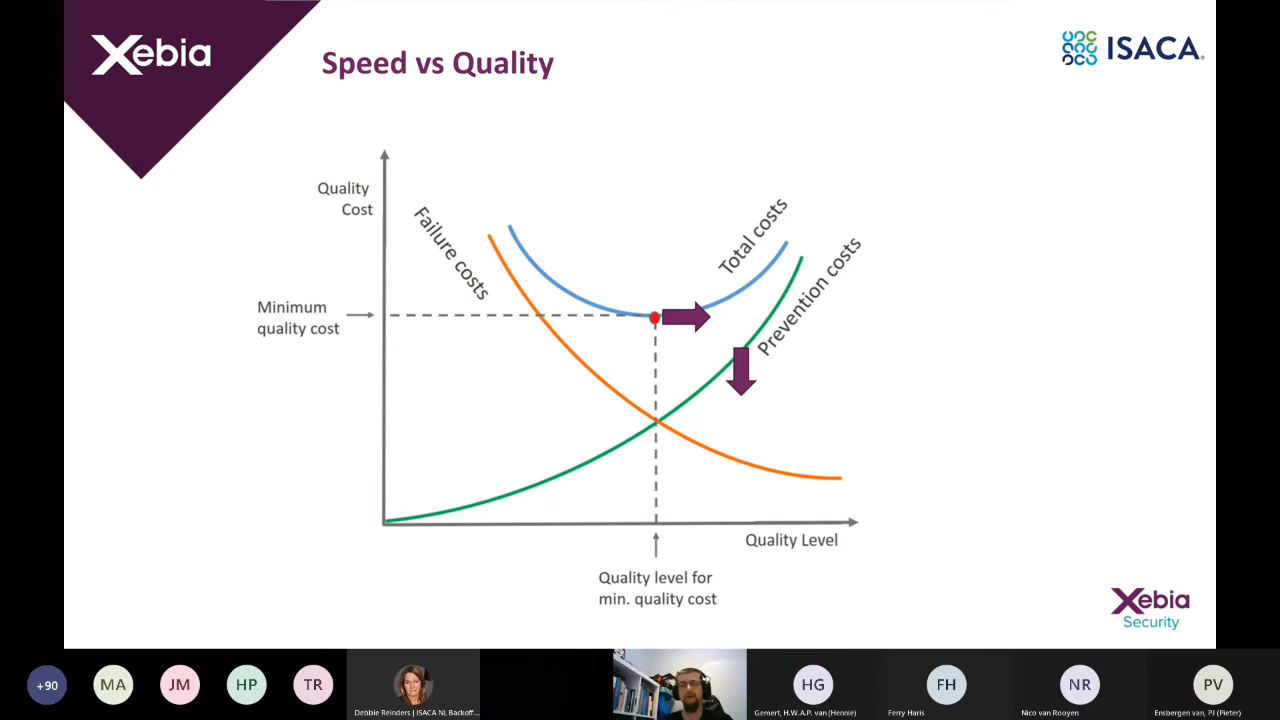 Xebia
Speed vs Quality
ISACA
Quality
Cost
Failure costs
Total costs
Prevention costs
Minimum
quality cost
Quality Level
Quality level for
min. quality cost
Xebia
Security
+90
MA
JM
HP
TR
Debbie Reinders | ISACA NL Backoff...
HG
Gemert, H.W.A.P. van (Hennie)
FH
Ferry Haris
NR
Nico van Rooyen
PV
Ensbergen van, PJ (Pieter)